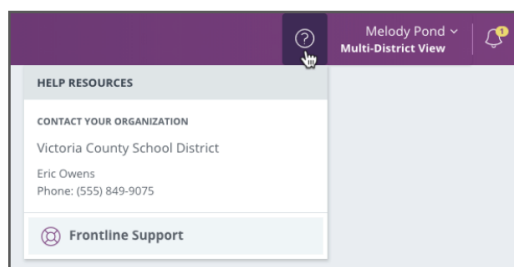 ?
Melody Pond
Multi-District View
1
HELP RESOURCES
CONTACT YOUR ORGANIZATION
Victoria County School District
Eric Owens
Phone: (555) 849-9075
Frontline Support